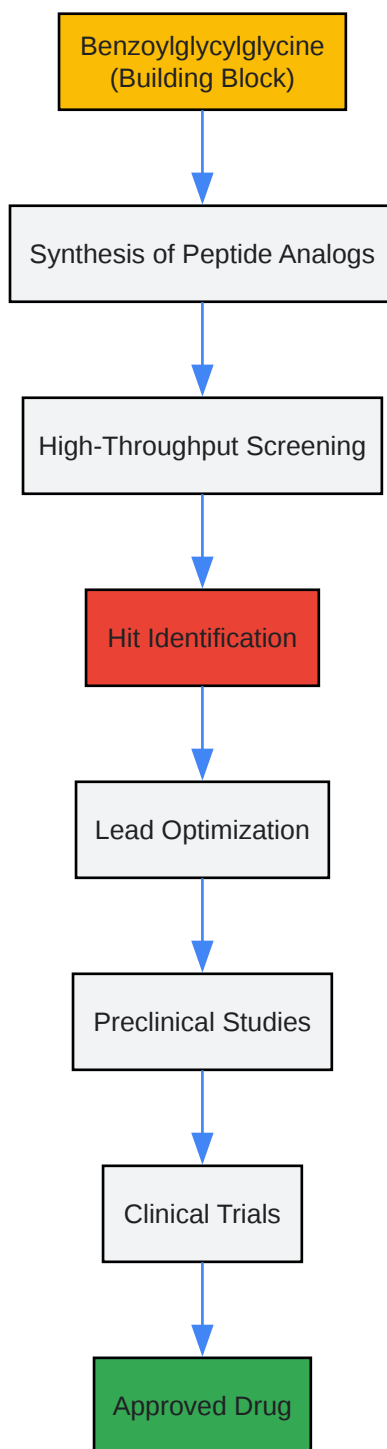 Benzoylglycylglycine
(Building Block)
Synthesis of Peptide Analogs
High-Throughput Screening
Hit Identification
Lead Optimization
Preclinical Studies
Clinical Trials
Approved Drug